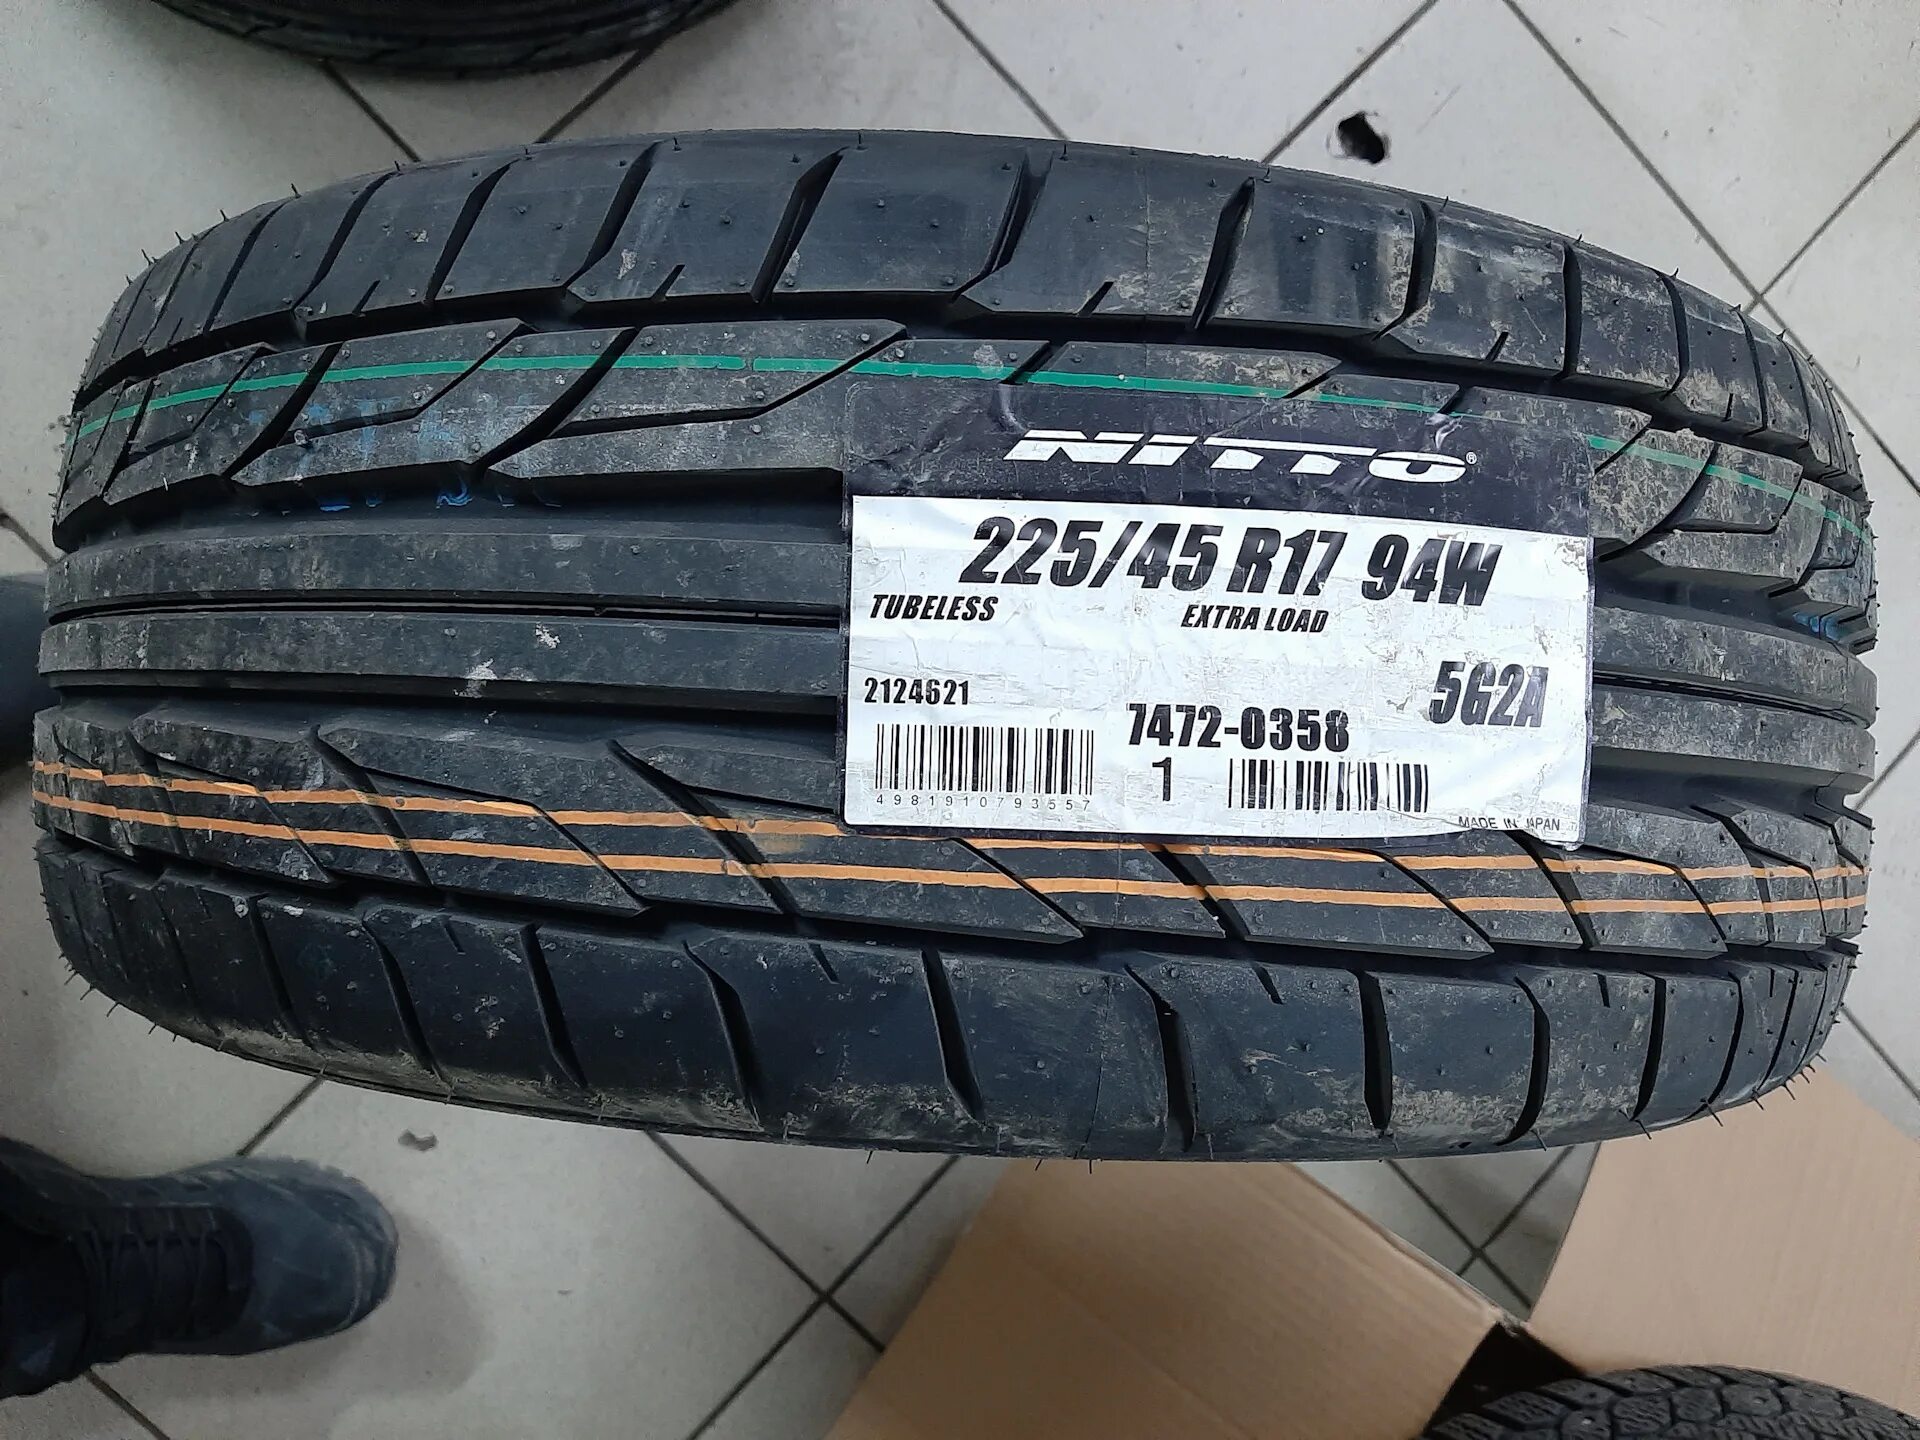 NITTO®
225/45 R17 94W
TUBELESS EXTRA LOAD
5G2A
2124621
7472-0358
1
4981910793557
MADE IN JAPAN